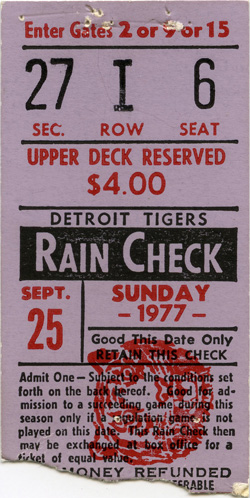 Enter Gates 2 or 9 or 15
27 I 6
SEC. ROW SEAT
UPPER DECK RESERVED
$4.00
DETROIT TIGERS
RAIN CHECK
SEPT. SUNDAY
25 -1977-
Good This Date Only
RETAIN THIS CHECK
Admit One — Subject to the conditions set
forth on the back hereof. Good for ad-
mission to a succeeding game during this
season only if a regulation game is not
played on this date. This Rain Check then
may be exchanged at box office for a
ticket of equal value.
MONEY REFUNDED
FERABLE